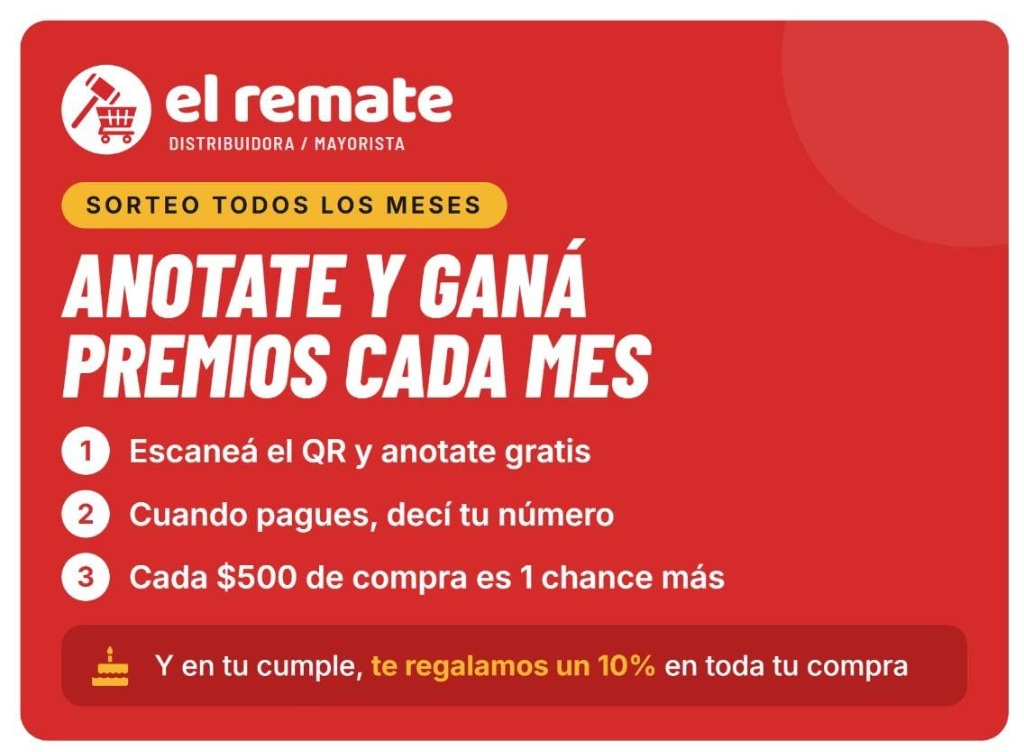 el remate
DISTRIBUIDORA / MAYORISTA
SORTEO TODOS LOS MESES
ANOTATE Y GANÁ
PREMIOS CADA MES
1 Escaneá el QR y anotate gratis
2 Cuando pagues, decí tu número
3 Cada $500 de compra es 1 chance más
Y en tu cumple, te regalamos un 10% en toda tu compra